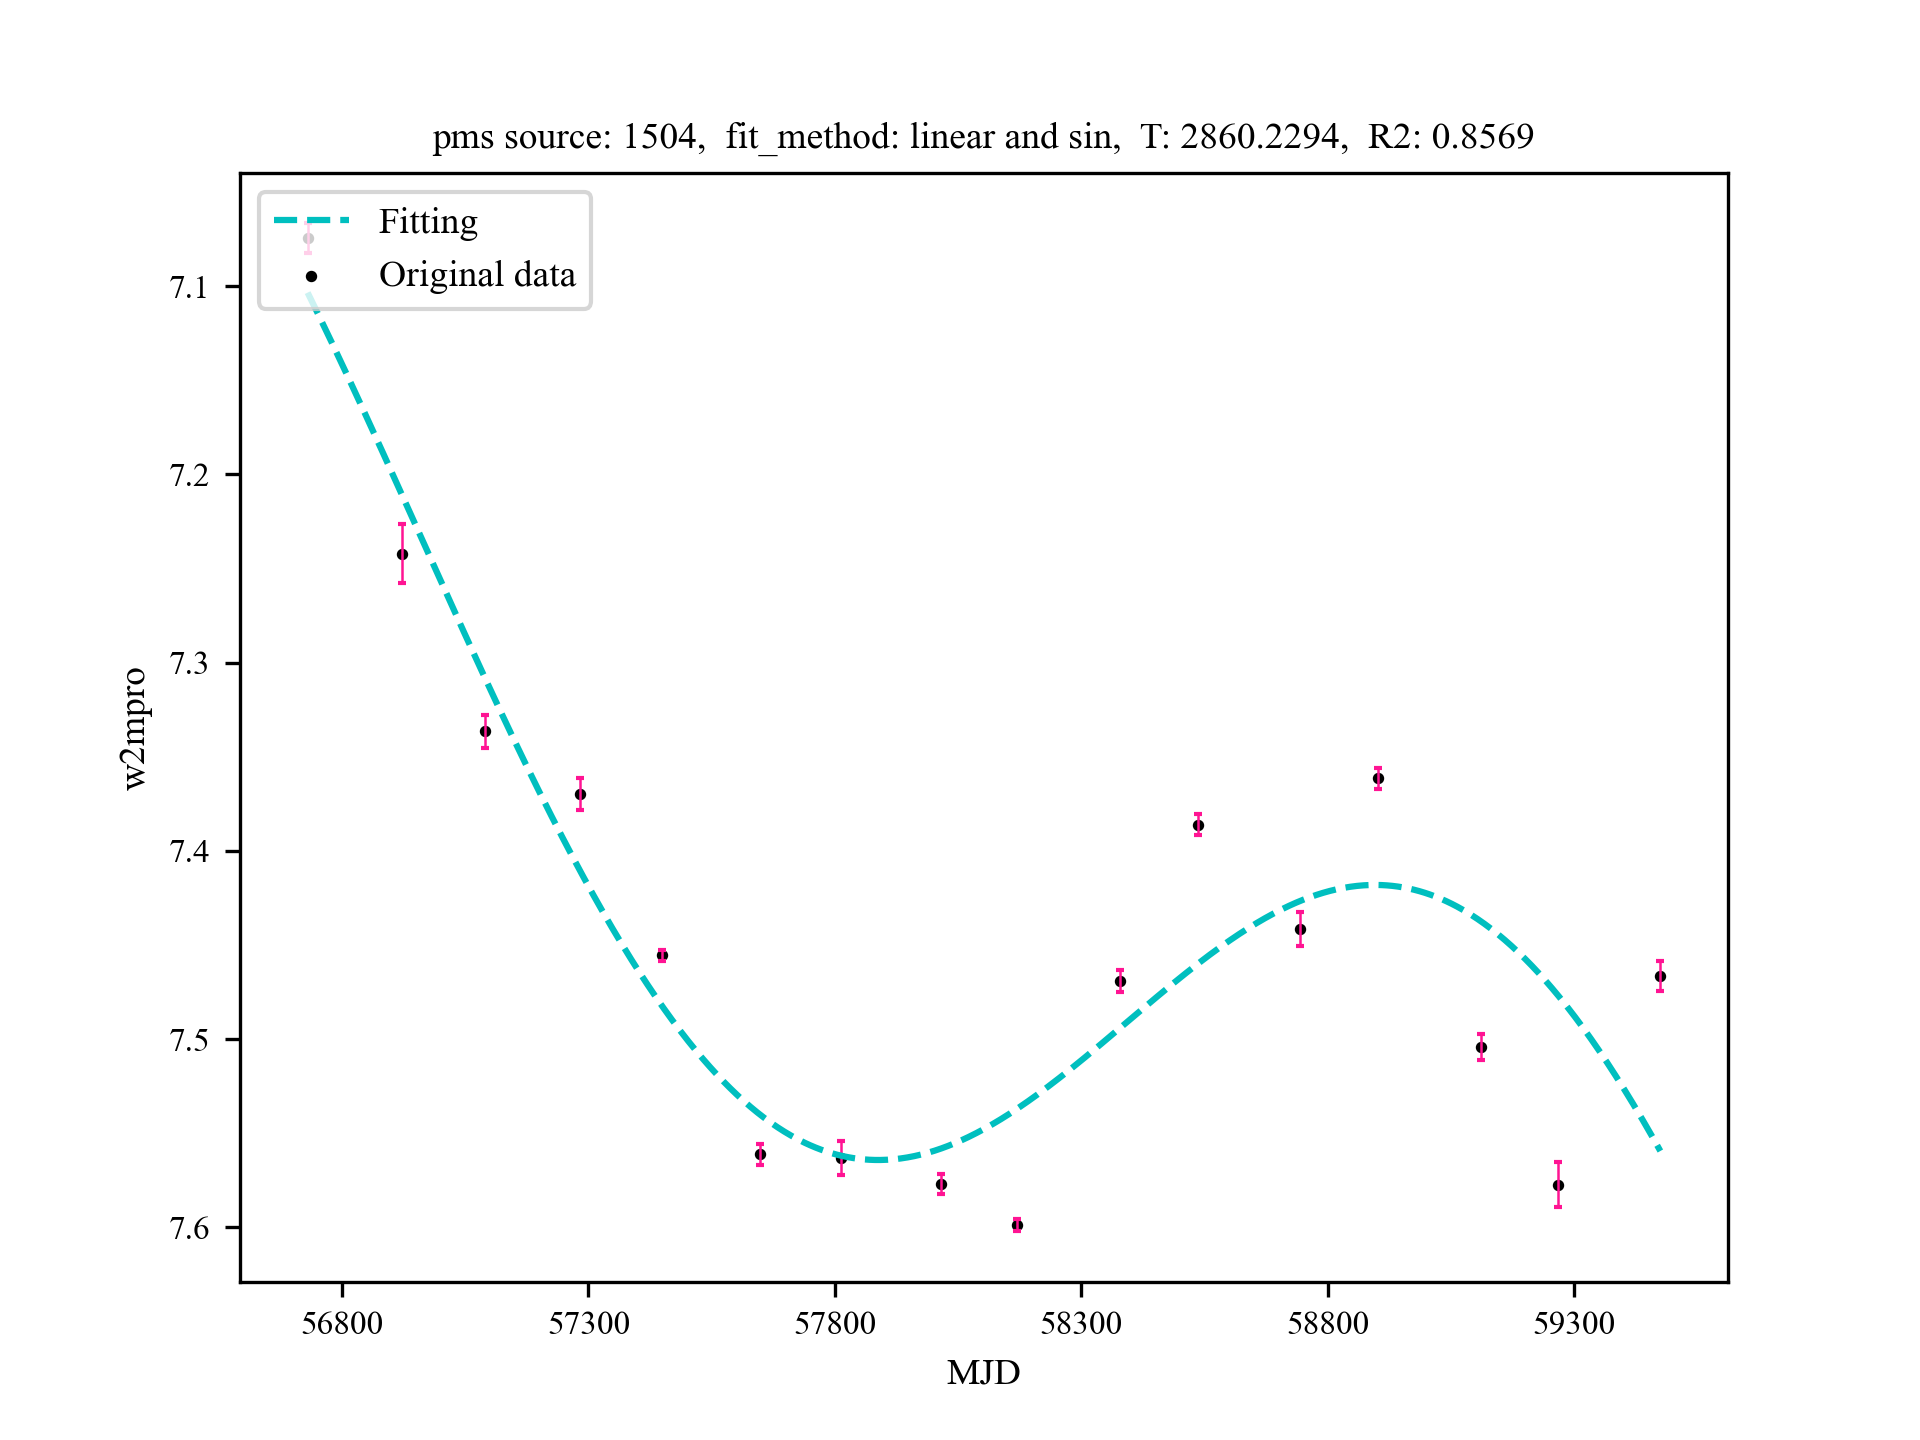 pms source: 1504,  fit_method: linear and sin,  T: 2860.2294,  R2: 0.8569
Fitting
Original data
7.1
7.2
7.3
7.4
7.5
7.6
w2mpro
56800 57300 57800 58300 58800 59300
MJD